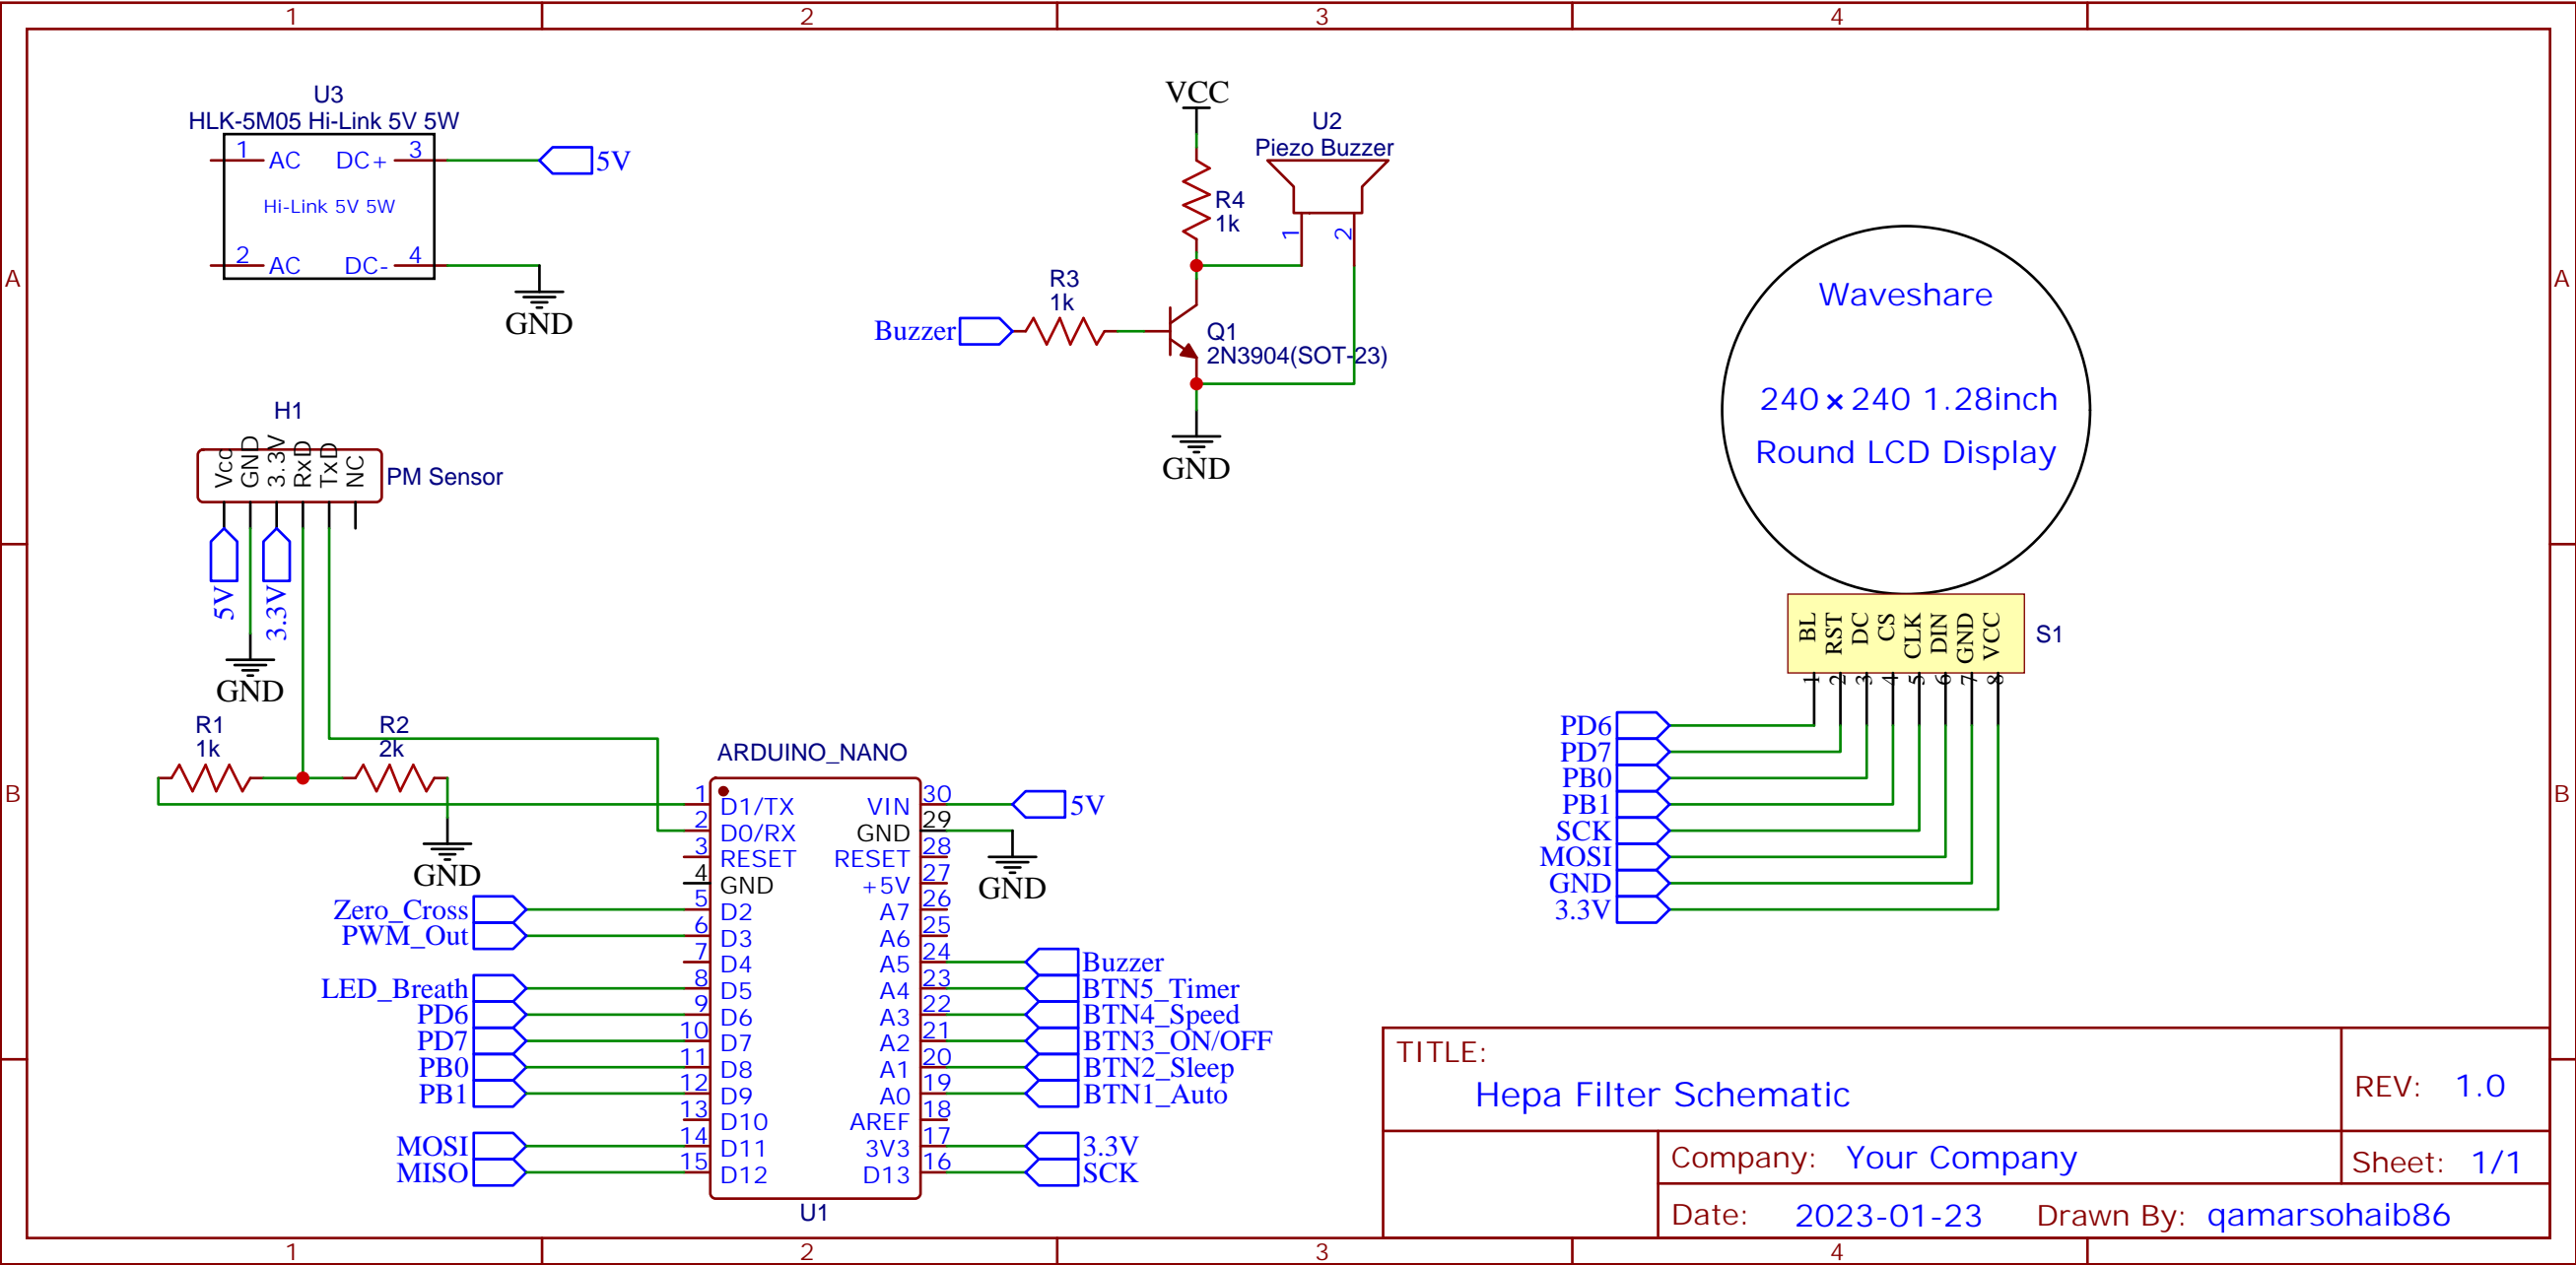 1 2 3 4
A
B
A
B
1 2 3 4
U3
HLK-5M05 Hi-Link 5V 5W
1 AC DC+ 3
5V
Hi-Link 5V 5W
2 AC DC- 4
GND
VCC
R4
1k
U2
Piezo Buzzer
1 2
R3
1k
Buzzer
Q1
2N3904(SOT-23)
GND
H1
Vcc
GND
3.3V
RxD
TxD
NC
PM Sensor
5V
3.3V
GND
R1
1k
R2
2k
GND
Waveshare
240×240 1.28inch
Round LCD Display
BL
RST
DC
CS
CLK
DIN
GND
VCC
S1
1 2 3 4 5 6 7 8
PD6
PD7
PB0
PB1
SCK
MOSI
GND
3.3V
ARDUINO_NANO
1 D1/TX VIN 30 5V
2 D0/RX GND 29
GND
3 RESET RESET 28
4 GND +5V 27
Zero_Cross 5 D2 A7 26
PWM_Out 6 D3 A6 25
7 D4 A5 24 Buzzer
LED_Breath 8 D5 A4 23 BTN5_Timer
PD6 9 D6 A3 22 BTN4_Speed
PD7 10 D7 A2 21 BTN3_ON/OFF
PB0 11 D8 A1 20 BTN2_Sleep
PB1 12 D9 A0 19 BTN1_Auto
13 D10 AREF 18
MOSI 14 D11 3V3 17 3.3V
MISO 15 D12 D13 16 SCK
U1
TITLE:
Hepa Filter Schematic
REV: 1.0
Company: Your Company
Sheet: 1/1
Date: 2023-01-23 Drawn By: qamarsohaib86